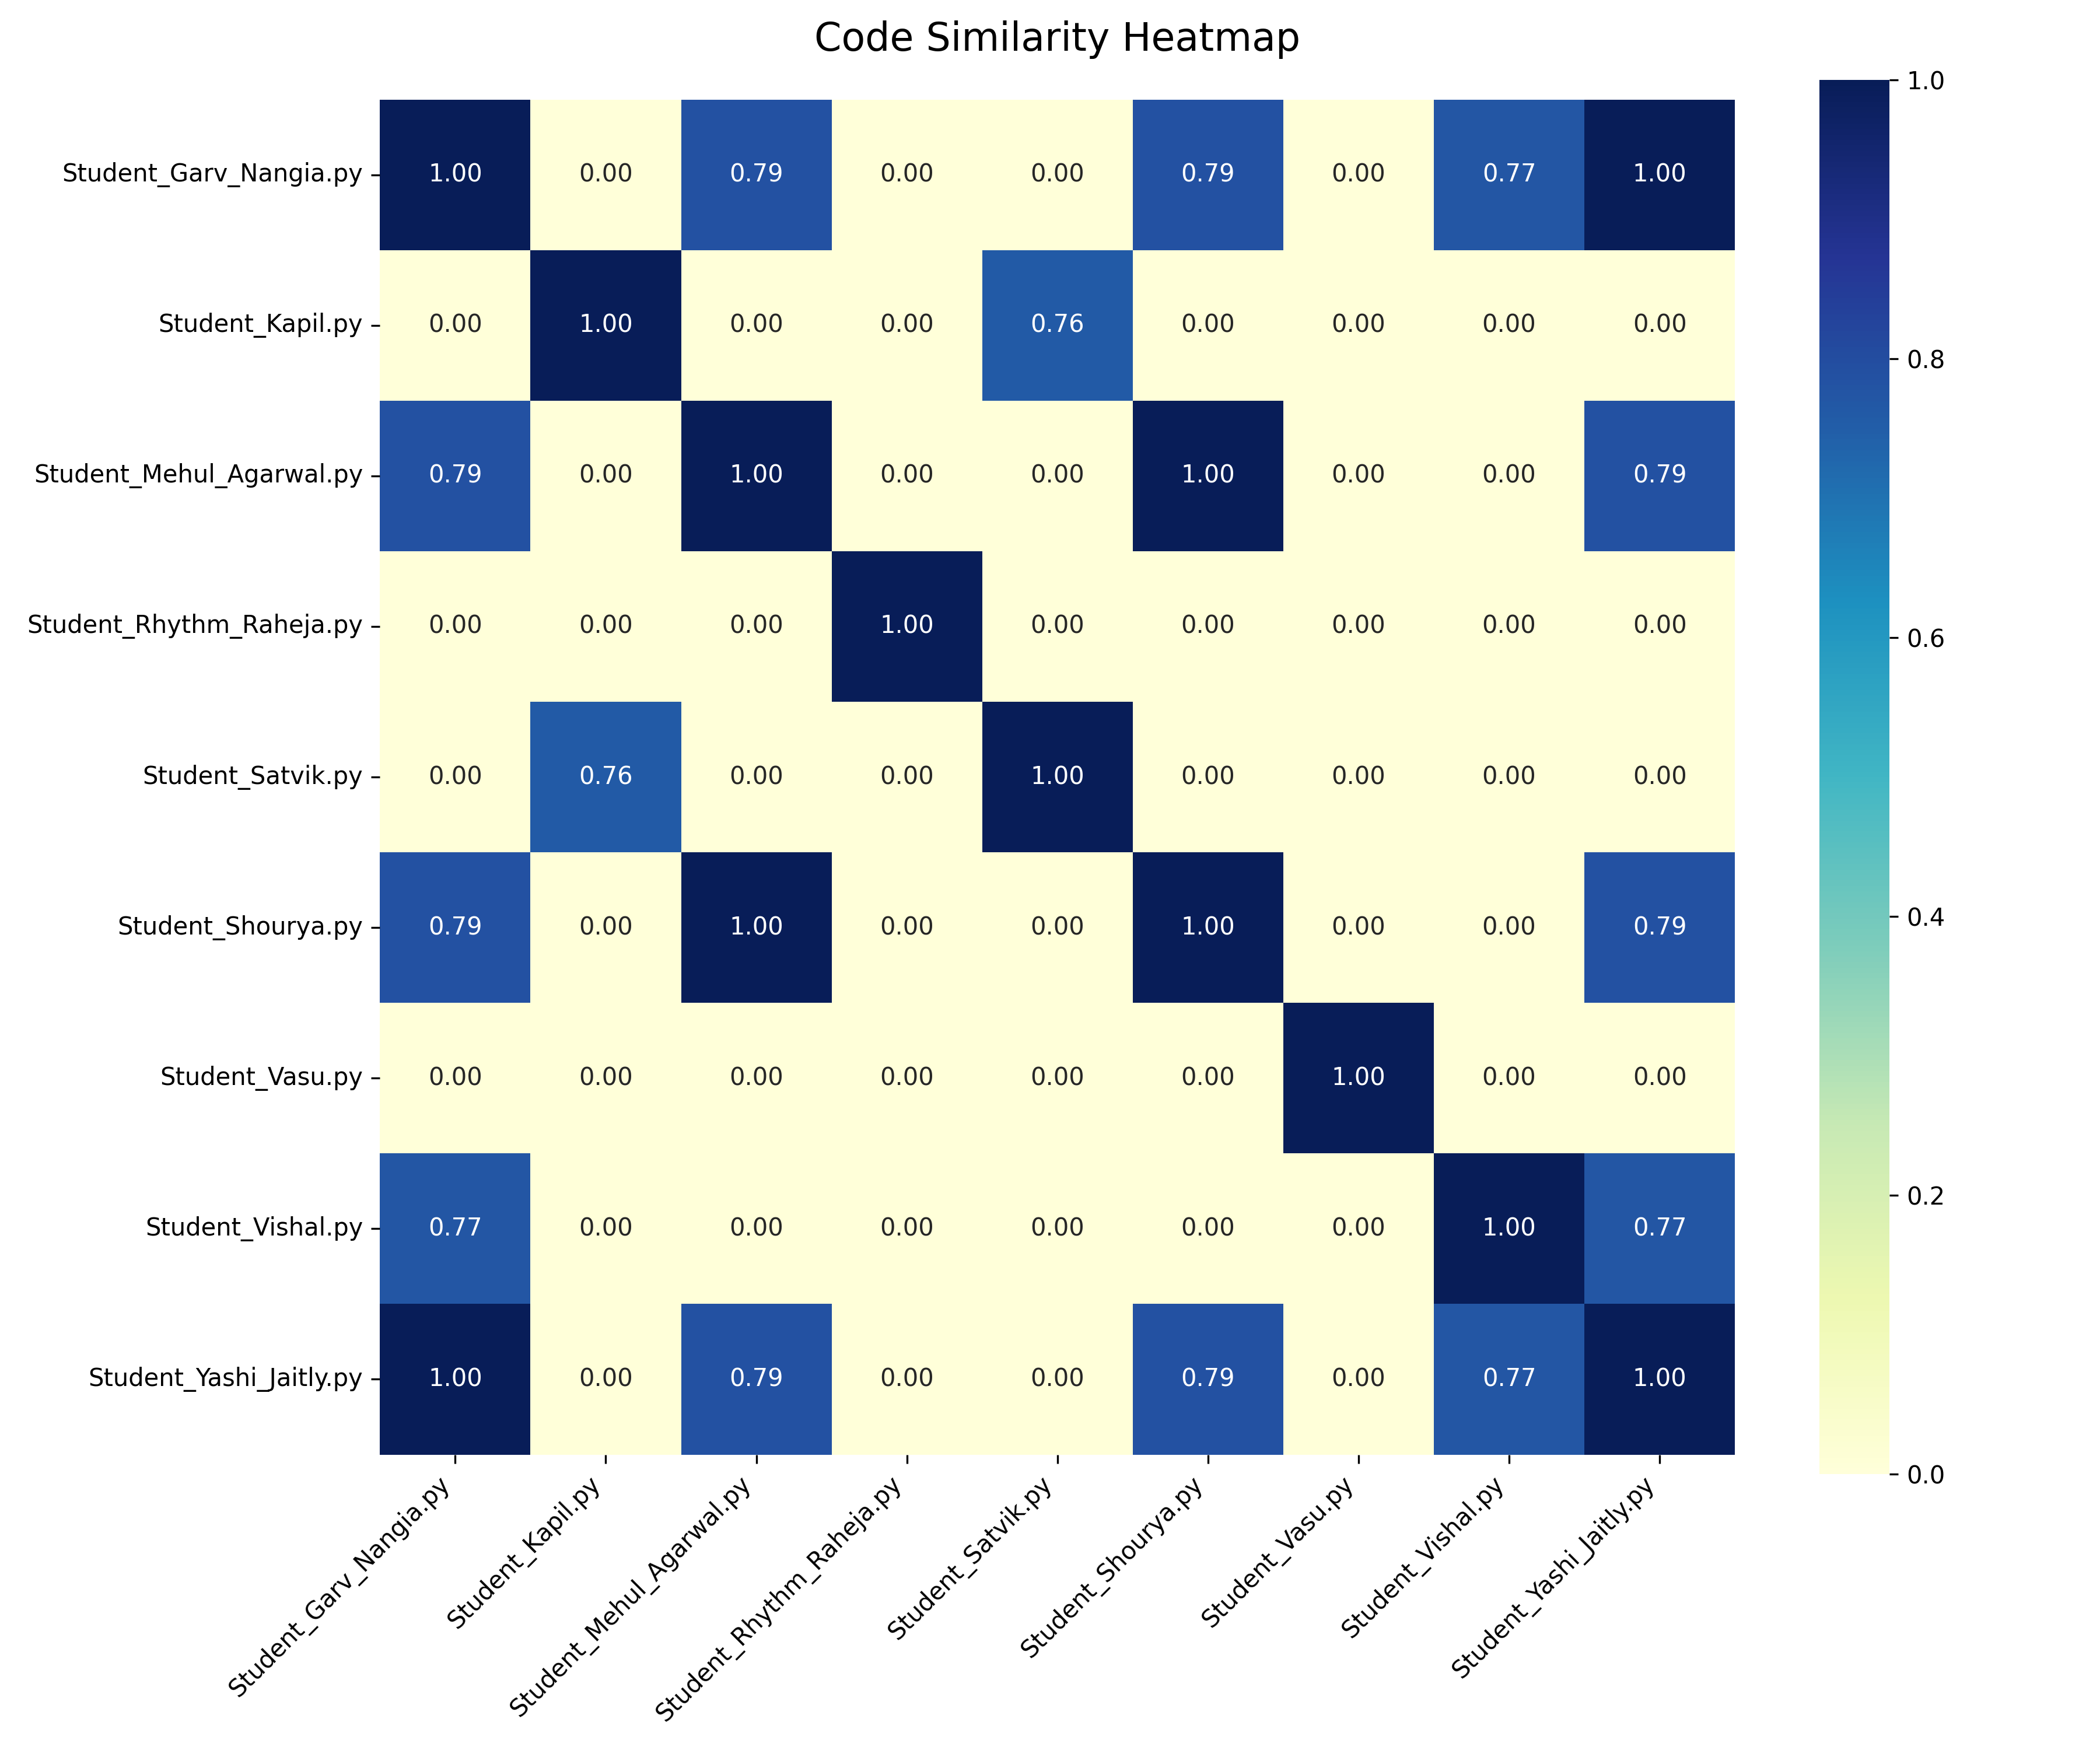 Code Similarity Heatmap
Student_Garv_Nangia.py 1.00 0.00 0.79 0.00 0.00 0.79 0.00 0.77 1.00
Student_Kapil.py 0.00 1.00 0.00 0.00 0.76 0.00 0.00 0.00 0.00
Student_Mehul_Agarwal.py 0.79 0.00 1.00 0.00 0.00 1.00 0.00 0.00 0.79
Student_Rhythm_Raheja.py 0.00 0.00 0.00 1.00 0.00 0.00 0.00 0.00 0.00
Student_Satvik.py 0.00 0.76 0.00 0.00 1.00 0.00 0.00 0.00 0.00
Student_Shourya.py 0.79 0.00 1.00 0.00 0.00 1.00 0.00 0.00 0.79
Student_Vasu.py 0.00 0.00 0.00 0.00 0.00 0.00 1.00 0.00 0.00
Student_Vishal.py 0.77 0.00 0.00 0.00 0.00 0.00 0.00 1.00 0.77
Student_Yashi_Jaitly.py 1.00 0.00 0.79 0.00 0.00 0.79 0.00 0.77 1.00
Student_Garv_Nangia.py
Student_Kapil.py
Student_Mehul_Agarwal.py
Student_Rhythm_Raheja.py
Student_Satvik.py
Student_Shourya.py
Student_Vasu.py
Student_Vishal.py
Student_Yashi_Jaitly.py
1.0
0.8
0.6
0.4
0.2
0.0